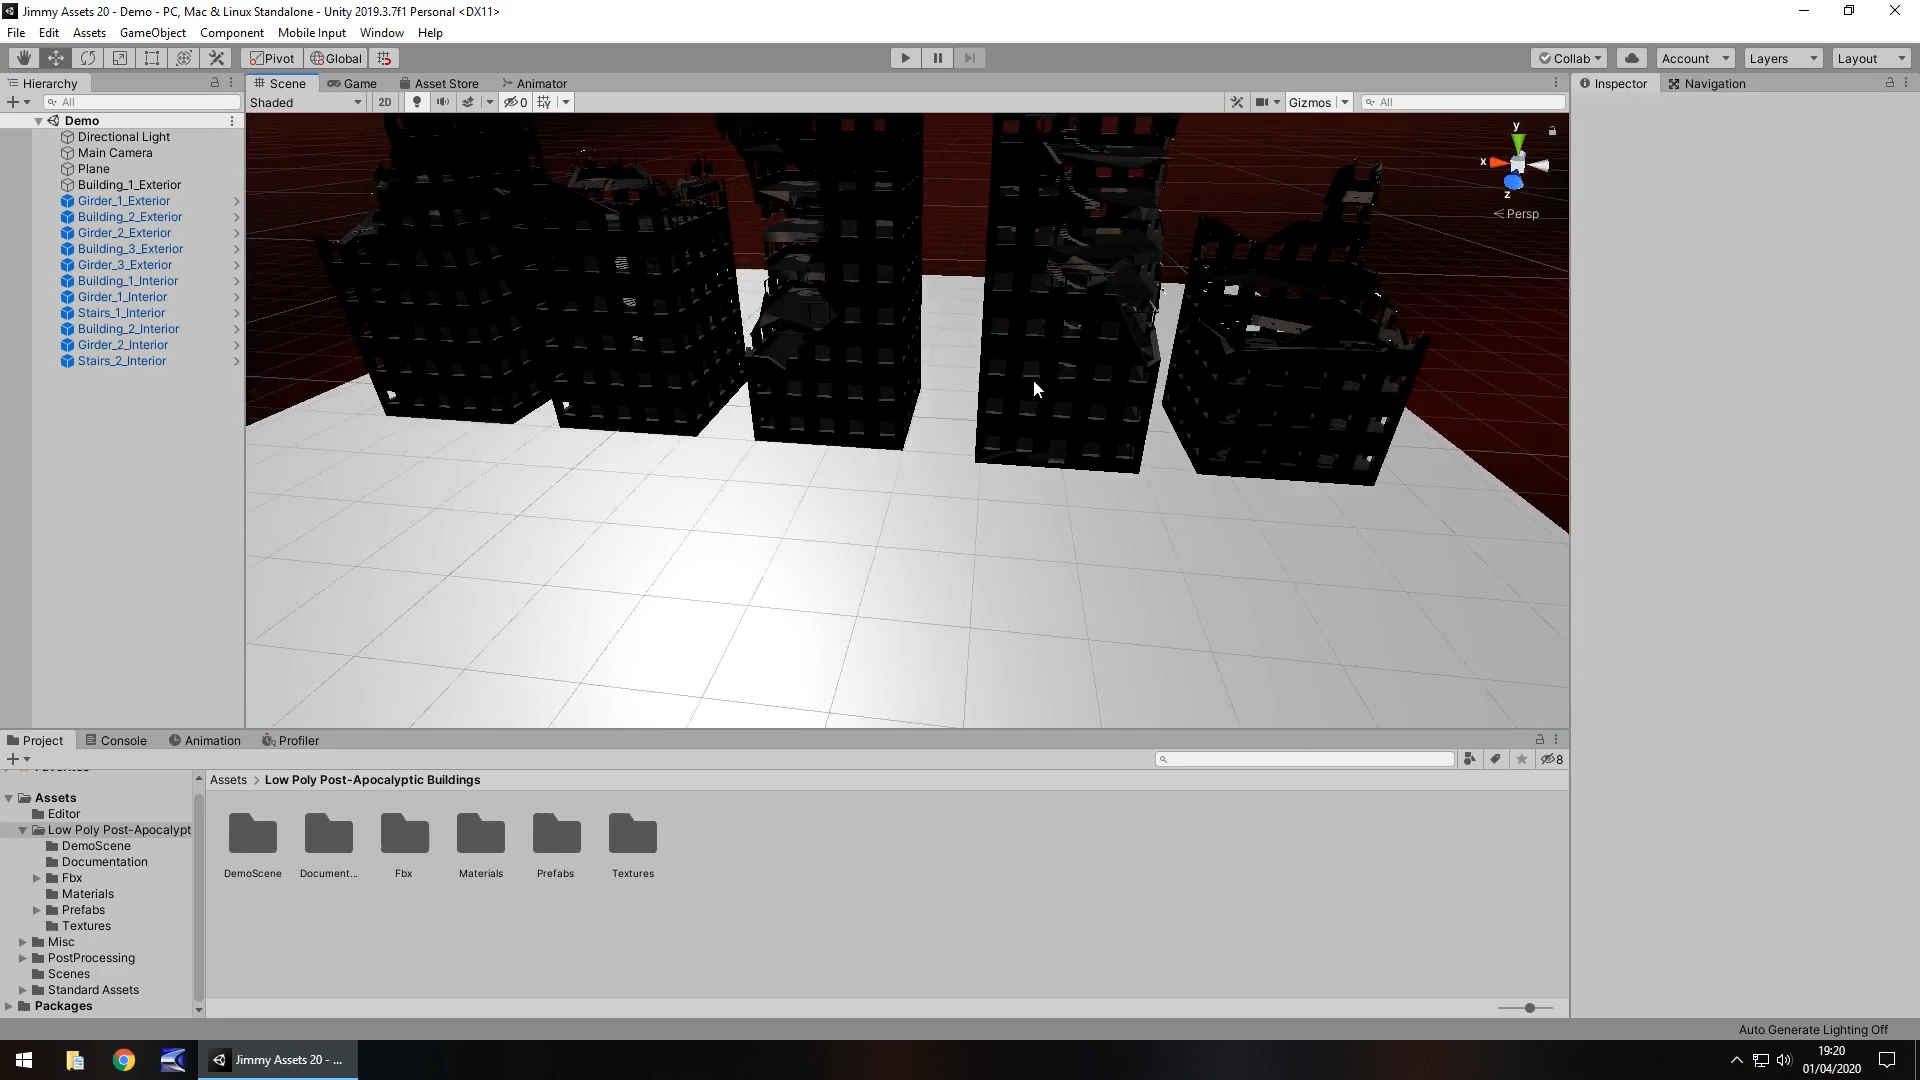 Jimmy Assets 20 - Demo - PC, Mac & Linux Standalone - Unity 2019.3.7f1 Personal <DX11>
File Edit Assets GameObject Component Mobile Input Window Help
Pivot Global Collab Account Layers Layout
Hierarchy
All
Demo
Directional Light
Main Camera
Plane
Building_1_Exterior
Girder_1_Exterior
Building_2_Exterior
Girder_2_Exterior
Building_3_Exterior
Girder_3_Exterior
Building_1_Interior
Girder_1_Interior
Stairs_1_Interior
Building_2_Interior
Girder_2_Interior
Stairs_2_Interior
Scene Game Asset Store Animator
Shaded 2D 0 Gizmos All
y
x
z
< Persp
Inspector Navigation
Project Console Animation Profiler
8
Assets
Editor
Low Poly Post-Apocalypt
DemoScene
Documentation
Fbx
Materials
Prefabs
Textures
Misc
PostProcessing
Scenes
Standard Assets
Packages
Assets > Low Poly Post-Apocalyptic Buildings
DemoScene Document... Fbx Materials Prefabs Textures
Auto Generate Lighting Off
Jimmy Assets 20 - ...
19:20
01/04/2020